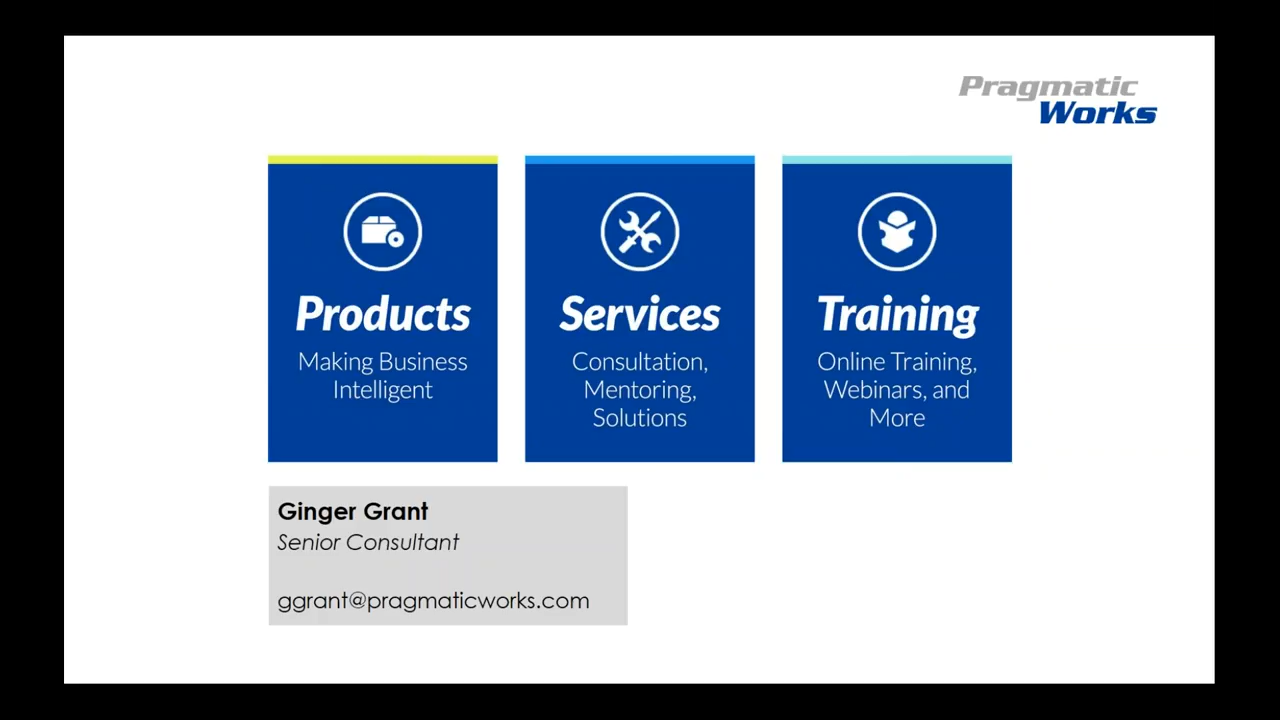 Pragmatic
Works
Products
Making Business
Intelligent
Services
Consultation,
Mentoring,
Solutions
Training
Online Training,
Webinars, and
More
Ginger Grant
Senior Consultant
ggrant@pragmaticworks.com